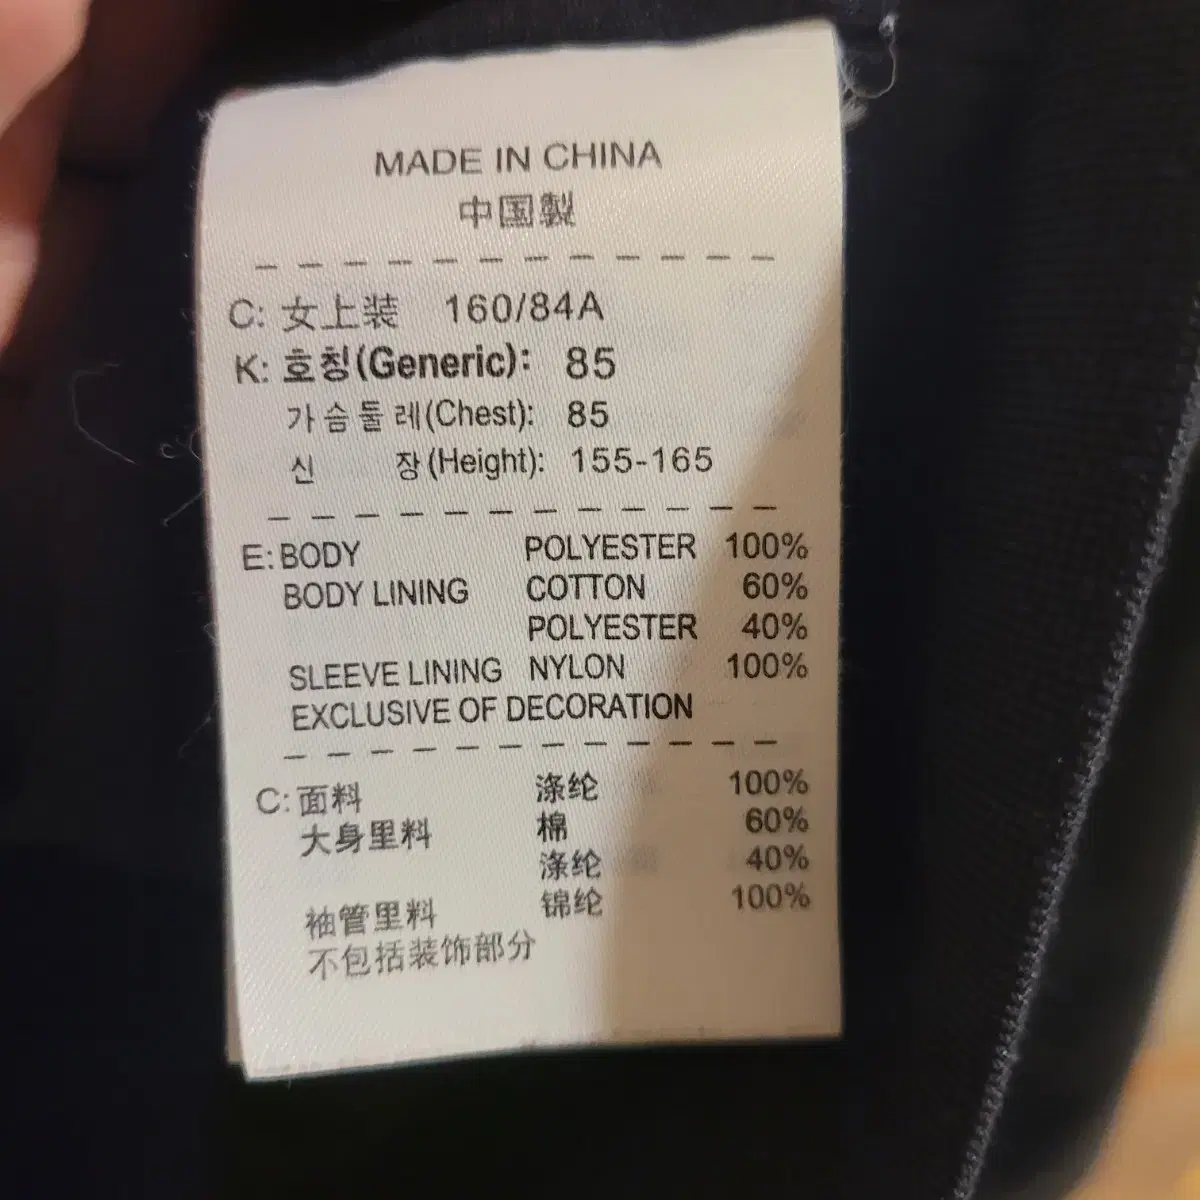 MADE IN CHINA
中国製
C: 女上装 160/84A
K: 호칭(Generic): 85
가슴둘레(Chest): 85
신 장(Height): 155-165
E: BODY POLYESTER 100%
BODY LINING COTTON 60%
POLYESTER 40%
SLEEVE LINING NYLON 100%
EXCLUSIVE OF DECORATION
C: 面料 涤纶 100%
大身里料 棉 60%
涤纶 40%
袖管里料 锦纶 100%
不包括装饰部分